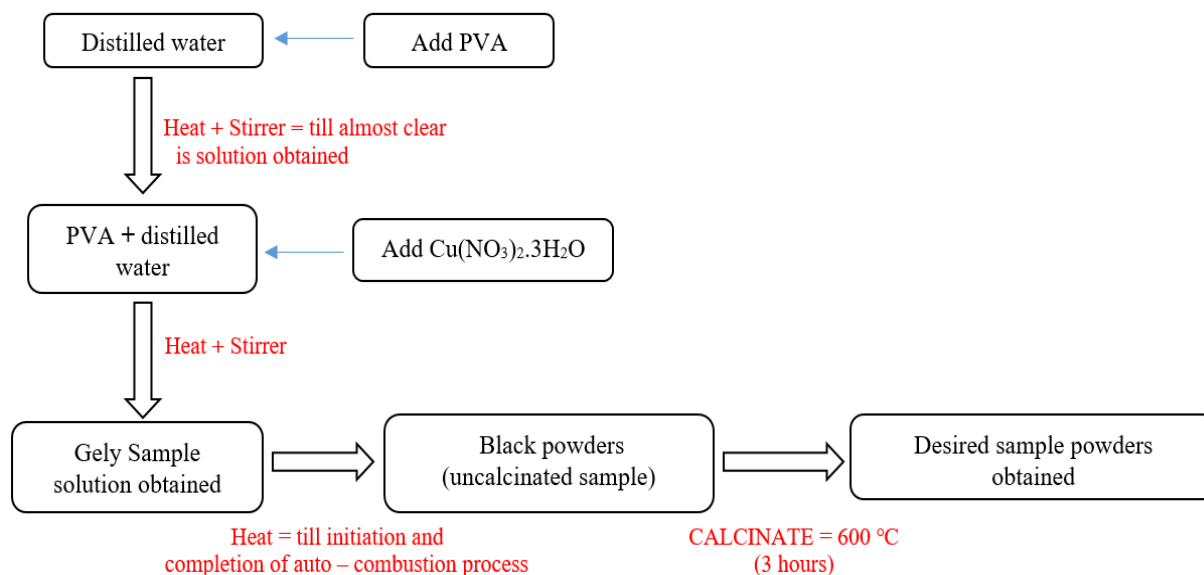 Distilled water
Add PVA
Heat + Stirrer = till almost clear
is solution obtained
PVA + distilled
water
Add Cu(NO₃)₂.3H₂O
Heat + Stirrer
Gely Sample
solution obtained
Black powders
(uncalcinated sample)
Desired sample powders
obtained
Heat = till initiation and
completion of auto – combustion process
CALCINATE = 600 °C
(3 hours)